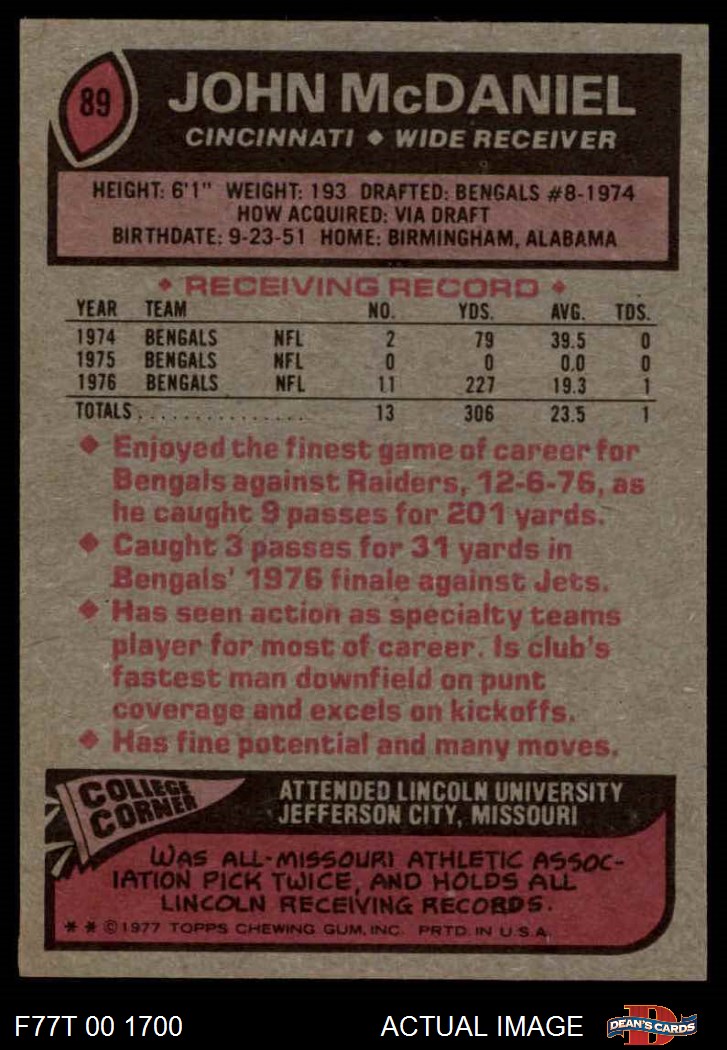 89
JOHN McDANIEL
CINCINNATI ◆ WIDE RECEIVER
HEIGHT: 6'1" WEIGHT: 193 DRAFTED: BENGALS #8-1974
HOW ACQUIRED: VIA DRAFT
BIRTHDATE: 9-23-51 HOME: BIRMINGHAM, ALABAMA
◆ RECEIVING RECORD ◆
YEAR TEAM NO. YDS. AVG. TDS.
1974 BENGALS NFL 2 79 39.5 0
1975 BENGALS NFL 0 0 0.0 0
1976 BENGALS NFL 11 227 19.3 1
TOTALS............... 13 306 23.5 1
◆ Enjoyed the finest game of career for
Bengals against Raiders, 12-6-76, as
he caught 9 passes for 201 yards.
◆ Caught 3 passes for 31 yards in
Bengals' 1976 finale against Jets.
◆ Has seen action as specialty teams
player for most of career. Is club's
fastest man downfield on punt
coverage and excels on kickoffs.
◆ Has fine potential and many moves.
COLLEGE
CORNER
ATTENDED LINCOLN UNIVERSITY
JEFFERSON CITY, MISSOURI
WAS ALL-MISSOURI ATHLETIC ASSOC-
IATION PICK TWICE, AND HOLDS ALL
LINCOLN RECEIVING RECORDS.
* * © 1977 TOPPS CHEWING GUM, INC. PRTD. IN U.S.A.
F77T 00 1700 ACTUAL IMAGE
D
DEAN'S CARDS